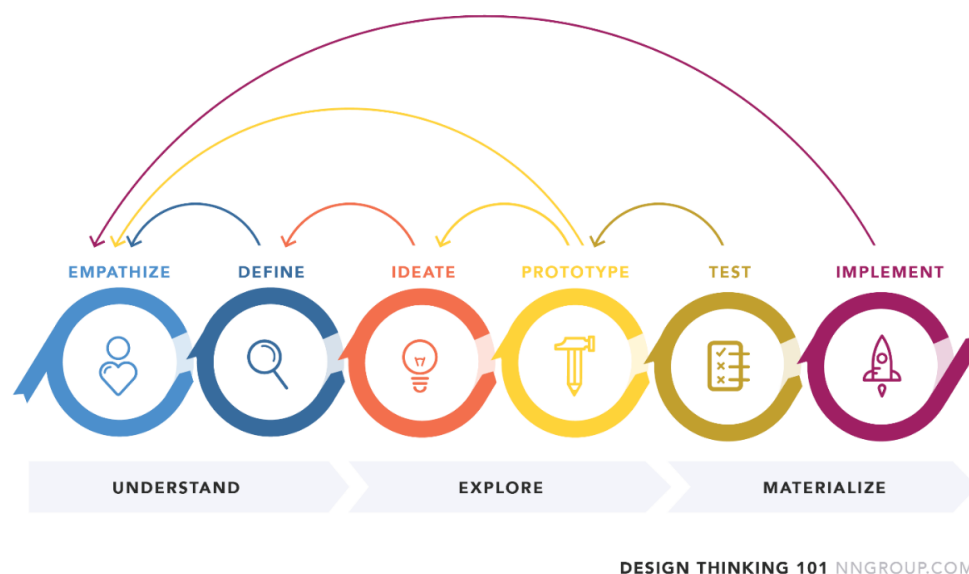 EMPATHIZE DEFINE IDEATE PROTOTYPE TEST IMPLEMENT
UNDERSTAND EXPLORE MATERIALIZE
DESIGN THINKING 101 NNGROUP.COM